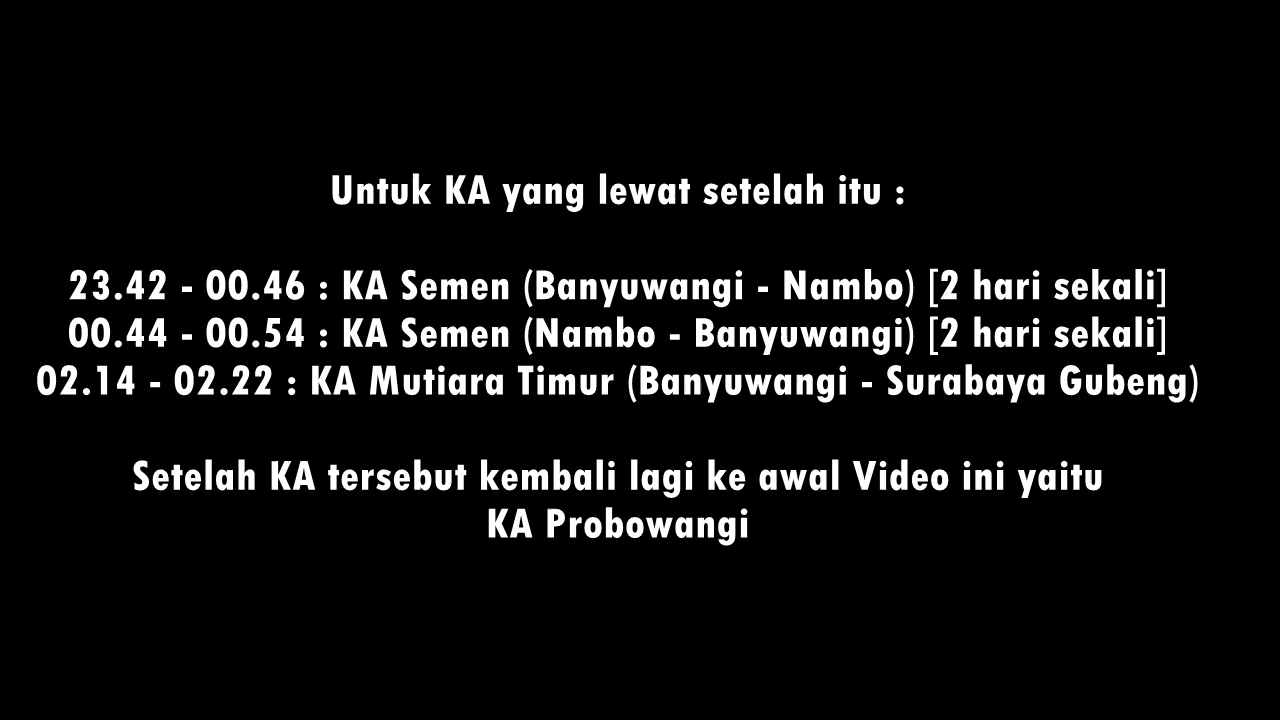 Untuk KA yang lewat setelah itu :
23.42 - 00.46 : KA Semen (Banyuwangi - Nambo) [2 hari sekali]
00.44 - 00.54 : KA Semen (Nambo - Banyuwangi) [2 hari sekali]
02.14 - 02.22 : KA Mutiara Timur (Banyuwangi - Surabaya Gubeng)
Setelah KA tersebut kembali lagi ke awal Video ini yaitu
KA Probowangi